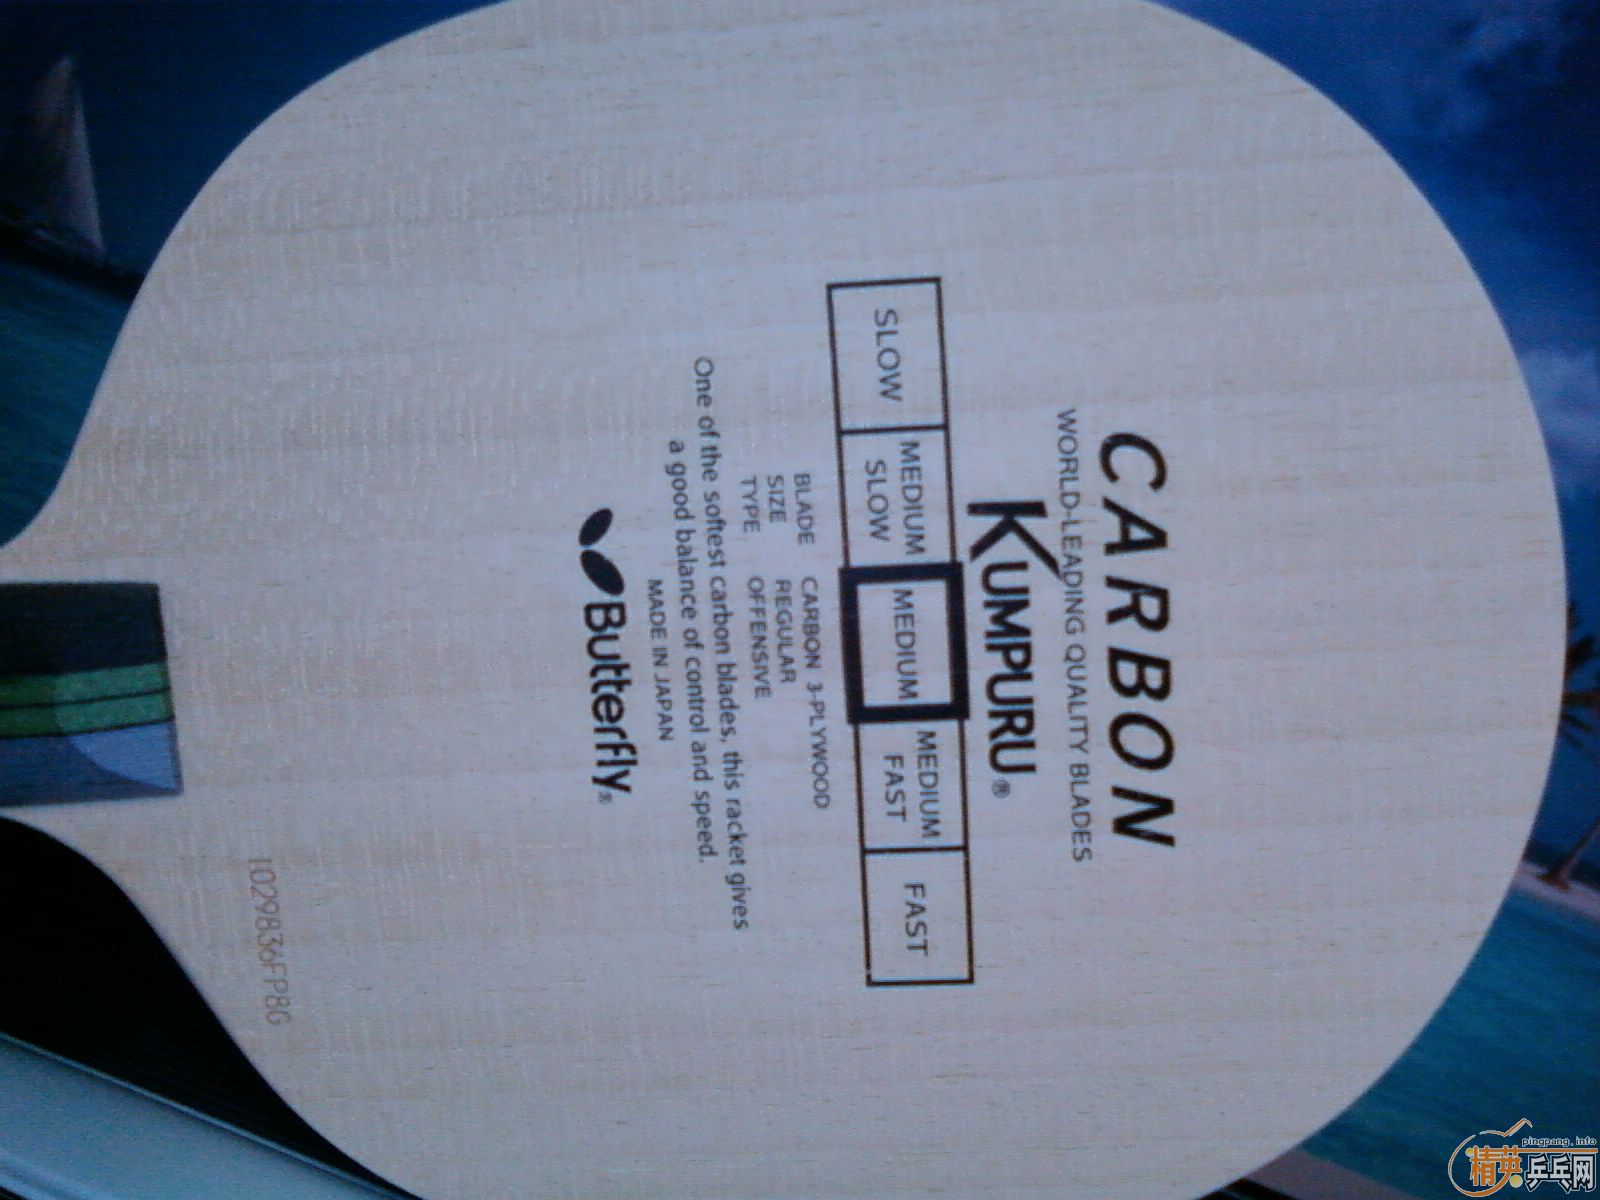 CARBON
WORLD-LEADING QUALITY BLADES
KUMPURU®
SLOW
MEDIUM SLOW
MEDIUM
MEDIUM FAST
FAST
BLADE CARBON 3-PLYWOOD
SIZE REGULAR
TYPE OFFENSIVE
One of the softest carbon blades, this racket gives
a good balance of control and speed.
MADE IN JAPAN
Butterfly®
1029836FP8G
pingpang.info
精英乒乓网